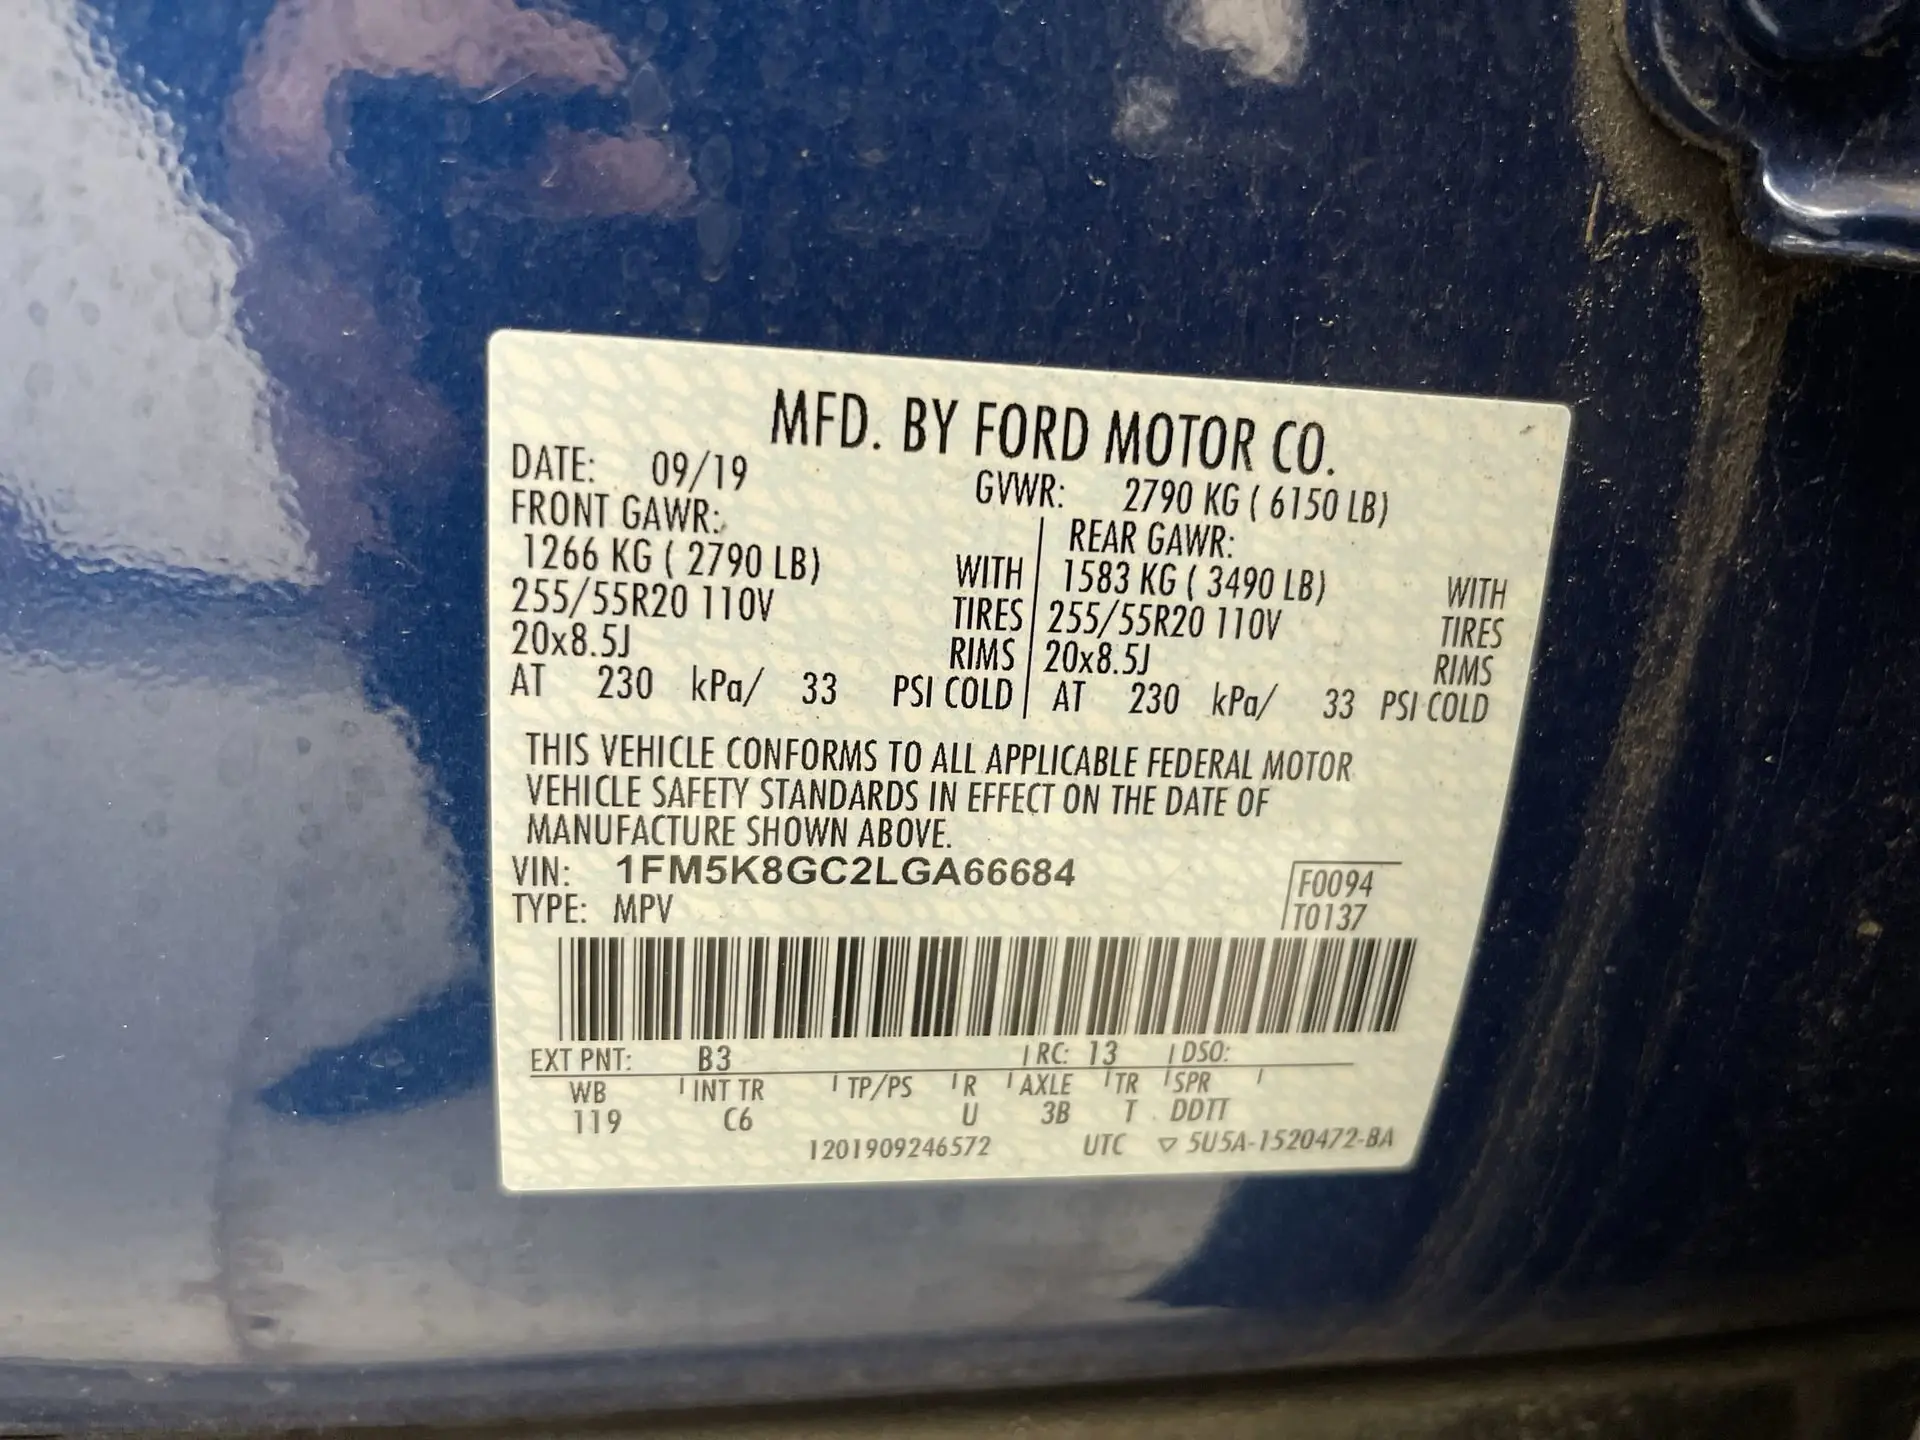 MFD. BY FORD MOTOR CO.
DATE: 09/19 GVWR: 2790 KG ( 6150 LB)
FRONT GAWR: REAR GAWR:
1266 KG ( 2790 LB) WITH 1583 KG ( 3490 LB) WITH
255/55R20 110V TIRES 255/55R20 110V TIRES
20x8.5J RIMS 20x8.5J RIMS
AT 230 kPa/ 33 PSI COLD AT 230 kPa/ 33 PSI COLD
THIS VEHICLE CONFORMS TO ALL APPLICABLE FEDERAL MOTOR
VEHICLE SAFETY STANDARDS IN EFFECT ON THE DATE OF
MANUFACTURE SHOWN ABOVE.
VIN: 1FM5K8GC2LGA66684 F0094
TYPE: MPV T0137
EXT PNT: B3 RC: 13 DSO:
WB INT TR TP/PS R AXLE TR SPR
119 C6 U 3B T DDTT
1201909246572 UTC ▽ 5U5A-1520472-BA